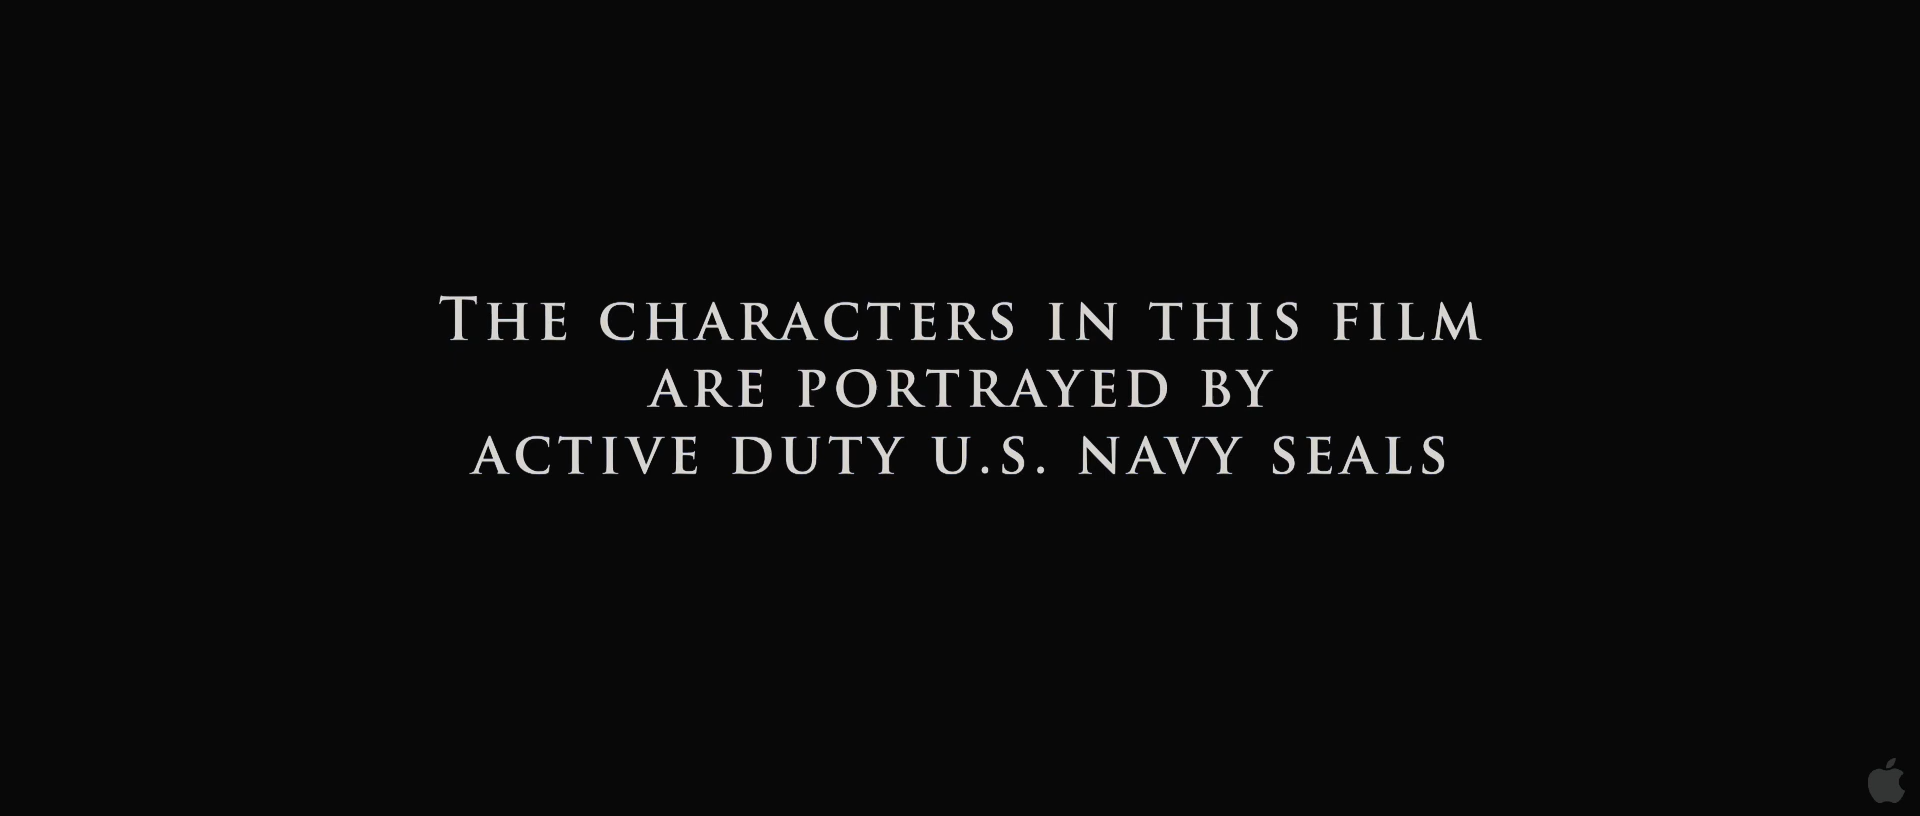 The characters in this film
are portrayed by
active duty U.S. Navy SEALs